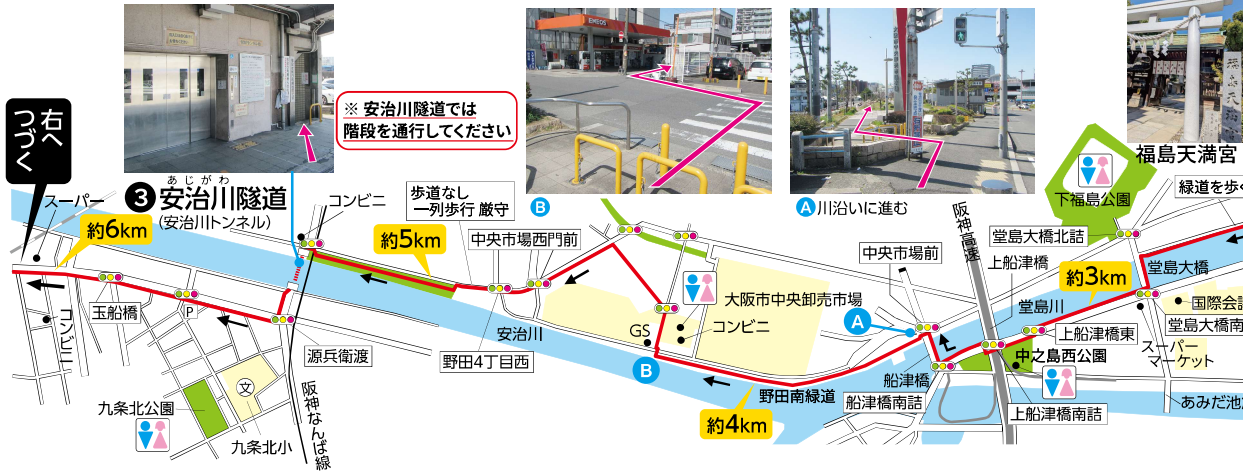 EMEOS
※ 安治川隧道では
階段を通行してください
右へ
つづく
あじがわ
3 安治川隧道
(安治川トンネル)
スーパー
約6km
コンビニ
歩道なし
一列歩行 厳守
約5km
中央市場西門前
B
A 川沿いに進む
阪神高速
中央市場前
上船津橋
福島天満宮
下福島公園
緑道を歩く
堂島大橋北詰
堂島大橋
約3km
堂島川
国際会
堂島大橋南
上船津橋東
スーパー
マーケット
中之島西公園
あみだ池
上船津橋南詰
船津橋
船津橋南詰
A
大阪市中央卸売市場
コンビニ
GS
B
野田南緑道
約4km
安治川
野田4丁目西
源兵衛渡
阪神なんば線
玉船橋
P
コンビニ
文
九条北公園
九条北小